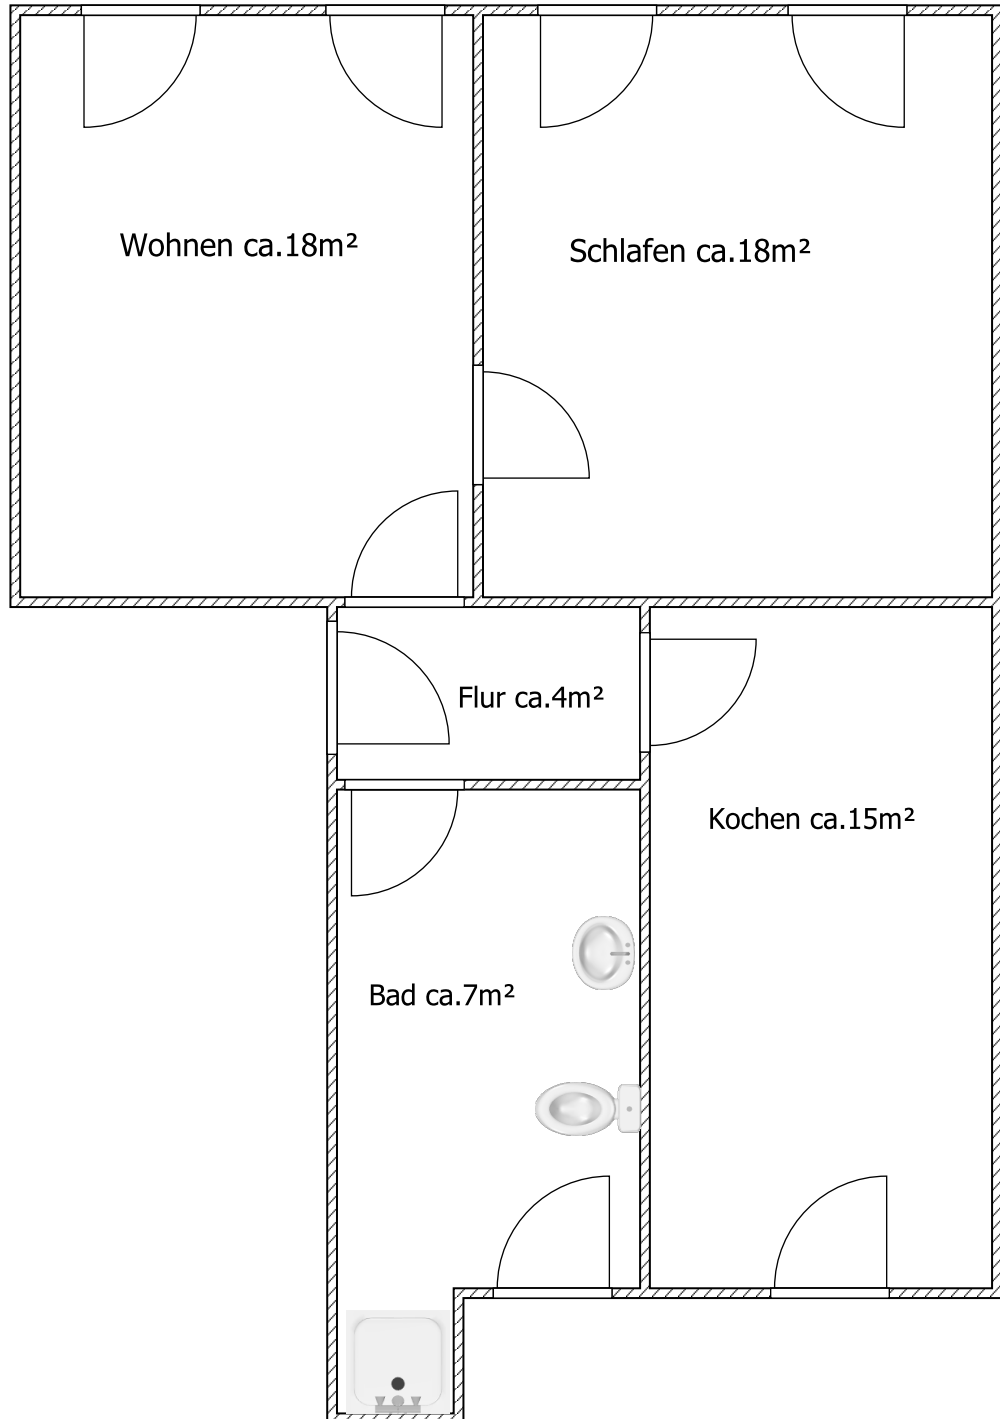 Wohnen ca.18m²
Schlafen ca.18m²
Flur ca.4m²
Kochen ca.15m²
Bad ca.7m²